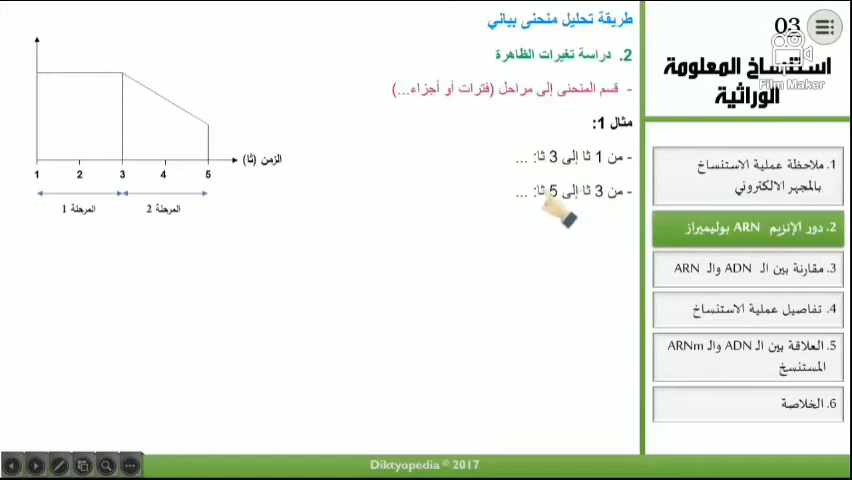 طريقة تحليل منحنى بياني
2. دراسة تغيرات الظاهرة
- قسم المنحنى إلى مراحل (فترات أو أجزاء...)
مثال 1:
- من 1 ثا إلى 3 ثا: ...
- من 3 ثا إلى 5 ثا: ...
الزمن (ثا)
1 2 3 4 5
المرحلة 1
المرحلة 2
03
استنساخ المعلومة
الوراثية
Film Maker
1. ملاحظة عملية الاستنساخ
بالمجهر الالكتروني
2. دور الإنزيم ARN بوليميراز
3. مقارنة بين الـ ADN والـ ARN
4. تفاصيل عملية الاستنساخ
5. العلاقة بين الـ ADN والـ ARNm
المستنسخ
6. الخلاصة
Diktyopedia © 2017